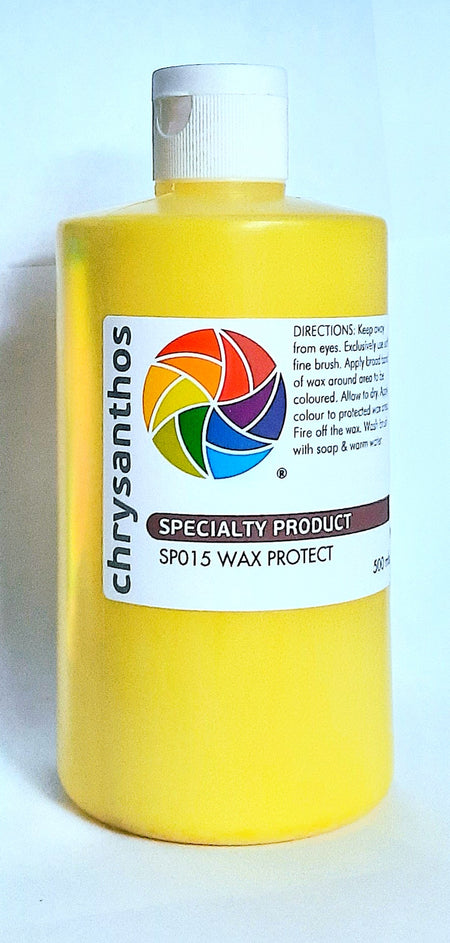 chrysanthos
DIRECTIONS: Keep away
from eyes. Exclusively use
fine brush. Apply broad
of wax around area to be
coloured. Allow to dry.
colour to protected wax
Fire off the wax. Wash
with soap & warm water
®
SPECIALTY PRODUCT
SP015 WAX PROTECT
500